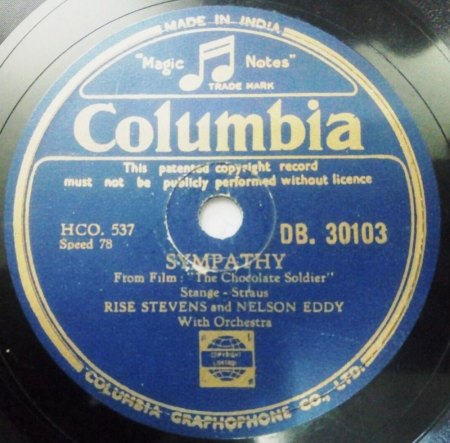 MADE IN INDIA
"Magic Notes"
TRADE MARK
Columbia
This patented copyright record
must not be publicly performed without licence
HCO. 537
Speed 78
DB. 30103
SYMPATHY
From Film : "The Chocolate Soldier"
Stange - Straus
RISE STEVENS and NELSON EDDY
With Orchestra
COPYRIGHT
COLUMBIA GRAPHOPHONE CO., LTD.